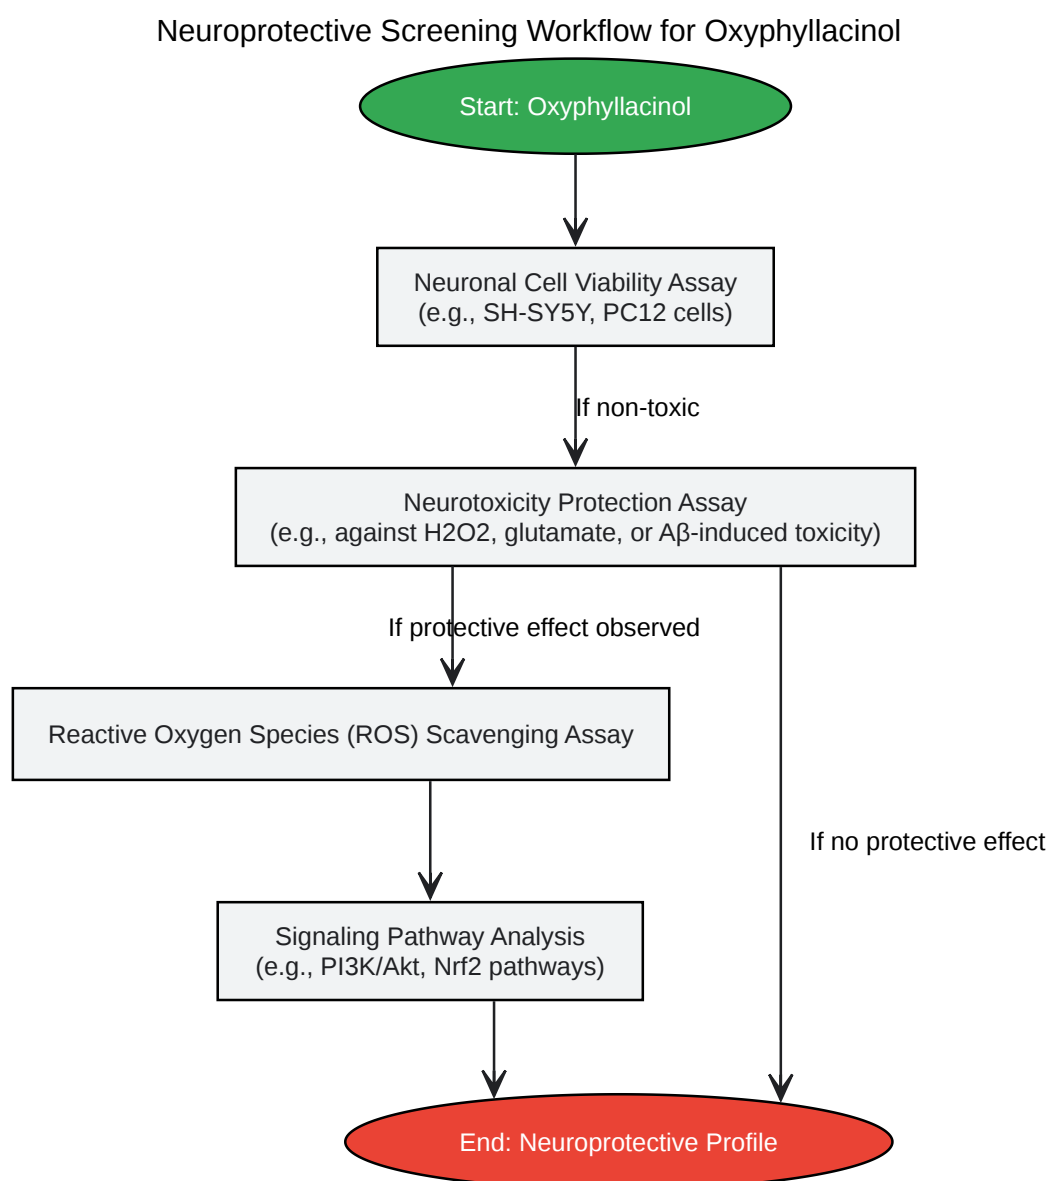 Neuroprotective Screening Workflow for Oxyphyllacinol
Start: Oxyphyllacinol
Neuronal Cell Viability Assay
(e.g., SH-SY5Y, PC12 cells)
If non-toxic
Neurotoxicity Protection Assay
(e.g., against H2O2, glutamate, or Aβ-induced toxicity)
If protective effect observed
Reactive Oxygen Species (ROS) Scavenging Assay
If no protective effect
Signaling Pathway Analysis
(e.g., PI3K/Akt, Nrf2 pathways)
End: Neuroprotective Profile